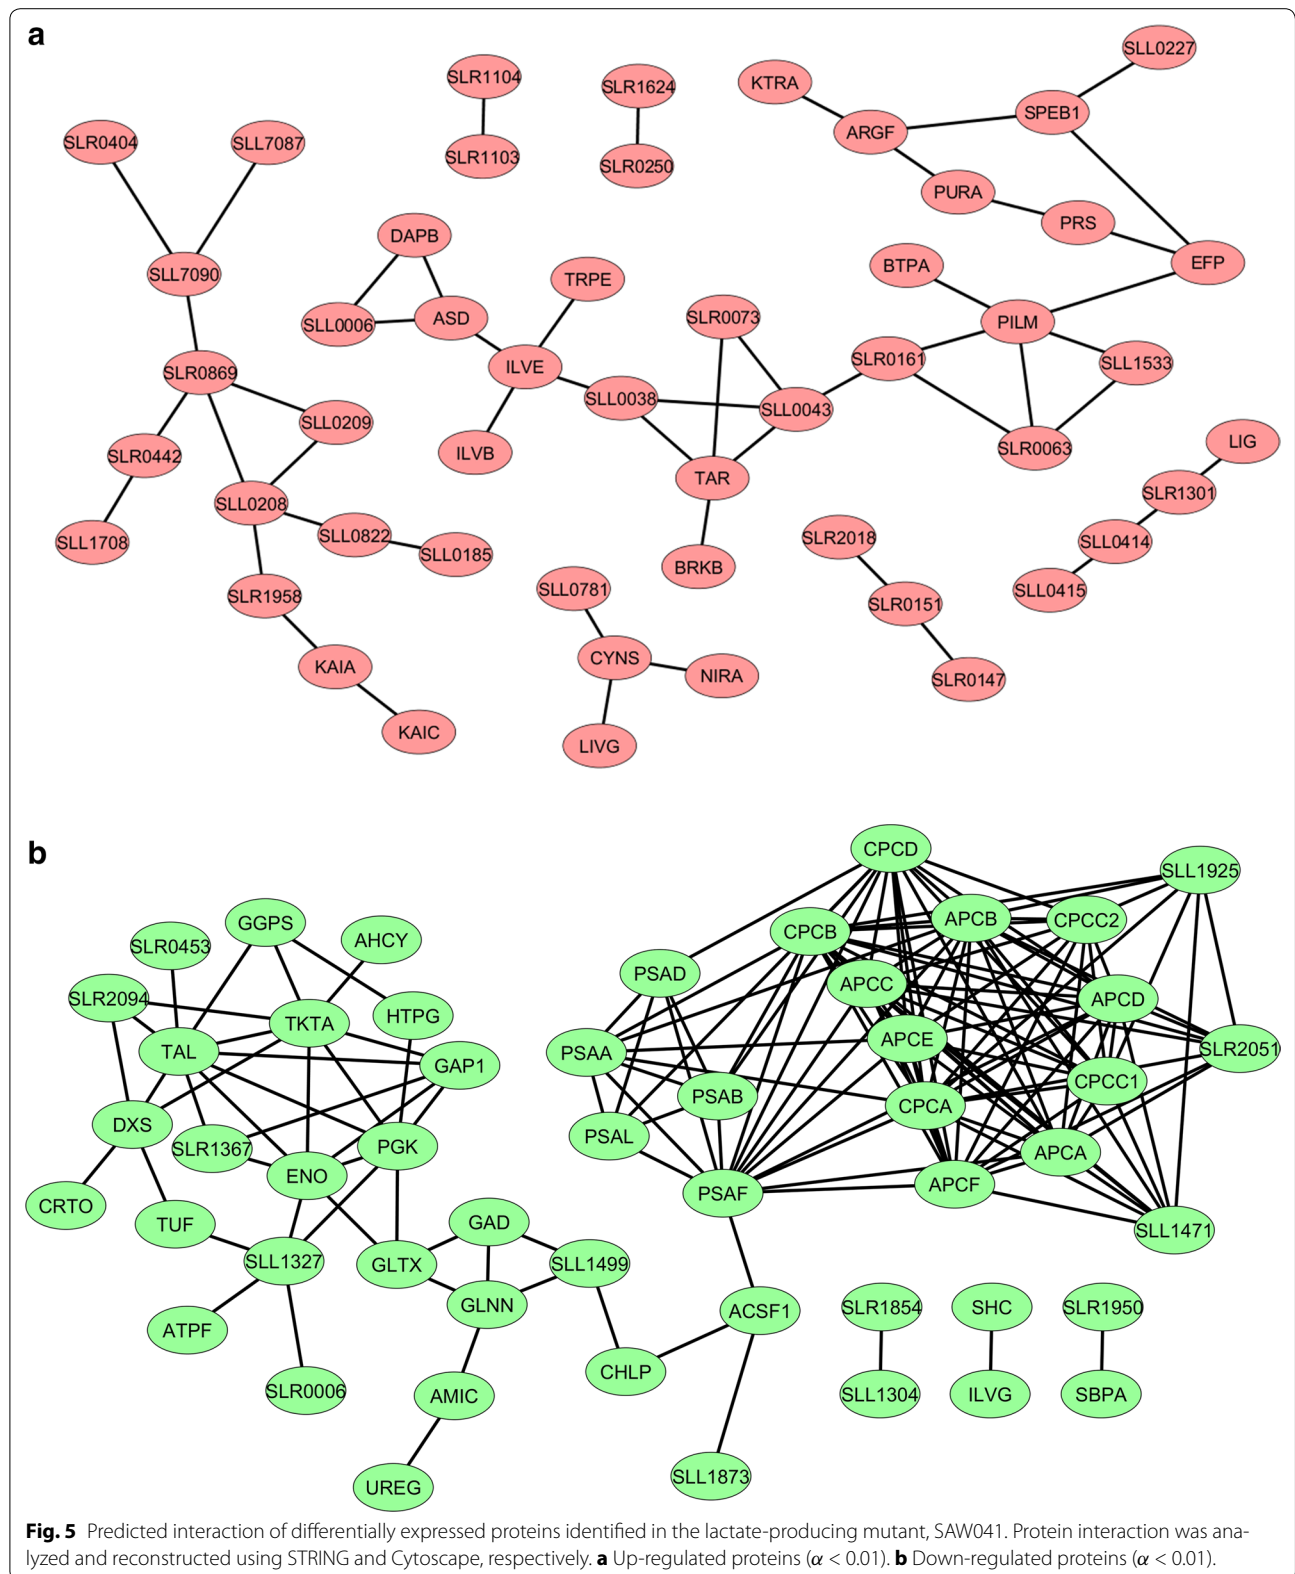 a
SLL0227
SLR1104
SLR1624
KTRA
SPEB1
ARGF
SLR0404
SLL7087
SLR1103
SLR0250
PURA
PRS
DAPB
EFP
BTPA
SLL7090
TRPE
SLL0006
ASD
SLR0073
PILM
SLR0869
ILVE
SLR0161
SLL1533
SLL0038
SLL0043
SLL0209
LIG
SLR0442
ILVB
SLR0063
TAR
SLR1301
SLL0208
SLL1708
SLL0822
SLL0185
SLR2018
SLL0414
BRKB
SLR1958
SLL0781
SLR0151
SLL0415
KAIA
CYNS
NIRA
SLR0147
KAIC
LIVG
b
CPCD
SLL1925
GGPS
SLR0453
AHCY
CPCB
APCB
CPCC2
PSAD
APCC
SLR2094
TKTA
HTPG
APCD
TAL
GAP1
PSAA
APCE
SLR2051
PSAB
CPCC1
CPCA
DXS
SLR1367
PGK
PSAL
APCA
ENO
PSAF
APCF
CRTO
TUF
GAD
SLL1471
SLL1327
GLTX
SLL1499
GLNN
ACSF1
SLR1854
SHC
SLR1950
ATPF
CHLP
SLR0006
AMIC
SLL1304
ILVG
SBPA
UREG
SLL1873
Fig. 5 Predicted interaction of differentially expressed proteins identified in the lactate-producing mutant, SAW041. Protein interaction was ana-
lyzed and reconstructed using STRING and Cytoscape, respectively. a Up-regulated proteins (α < 0.01). b Down-regulated proteins (α < 0.01).